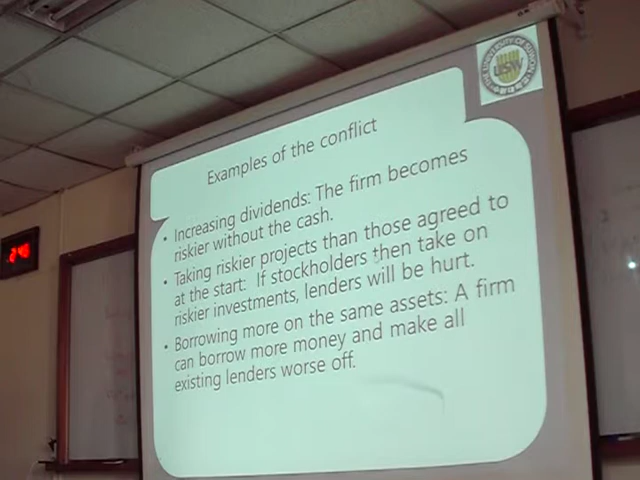 Examples of the conflict
• Increasing dividends: The firm becomes
riskier without the cash.
• Taking riskier projects than those agreed to
at the start: If stockholders then take on
riskier investments, lenders will be hurt.
• Borrowing more on the same assets: A firm
can borrow more money and make all
existing lenders worse off.
USW